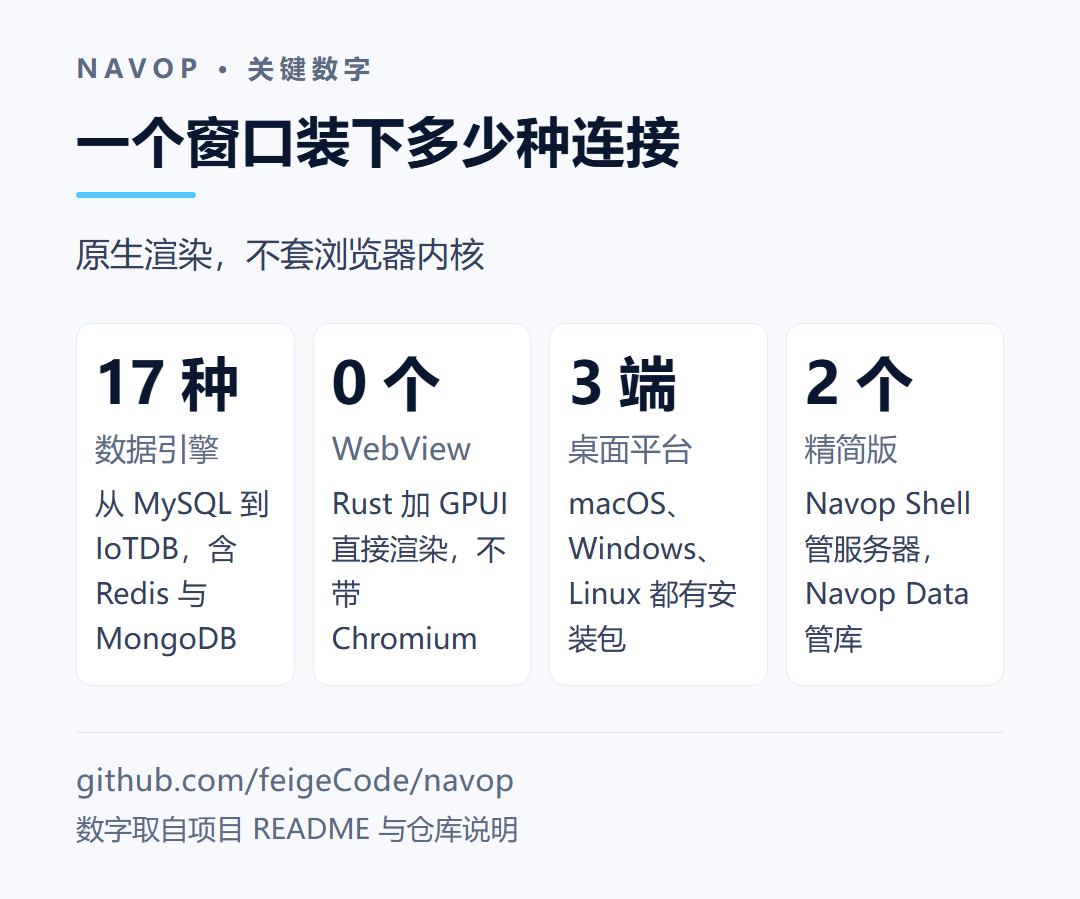 NAVOP • 关键数字
一个窗口装下多少种连接
原生渲染，不套浏览器内核
17 种
数据引擎
从 MySQL 到
IoTDB，含
Redis 与
MongoDB
0 个
WebView
Rust 加 GPUI
直接渲染，不
带
Chromium
3 端
桌面平台
macOS、
Windows、
Linux 都有安
装包
2 个
精简版
Navop Shell
管服务器，
Navop Data
管库
github.com/feigeCode/navop
数字取自项目 README 与仓库说明